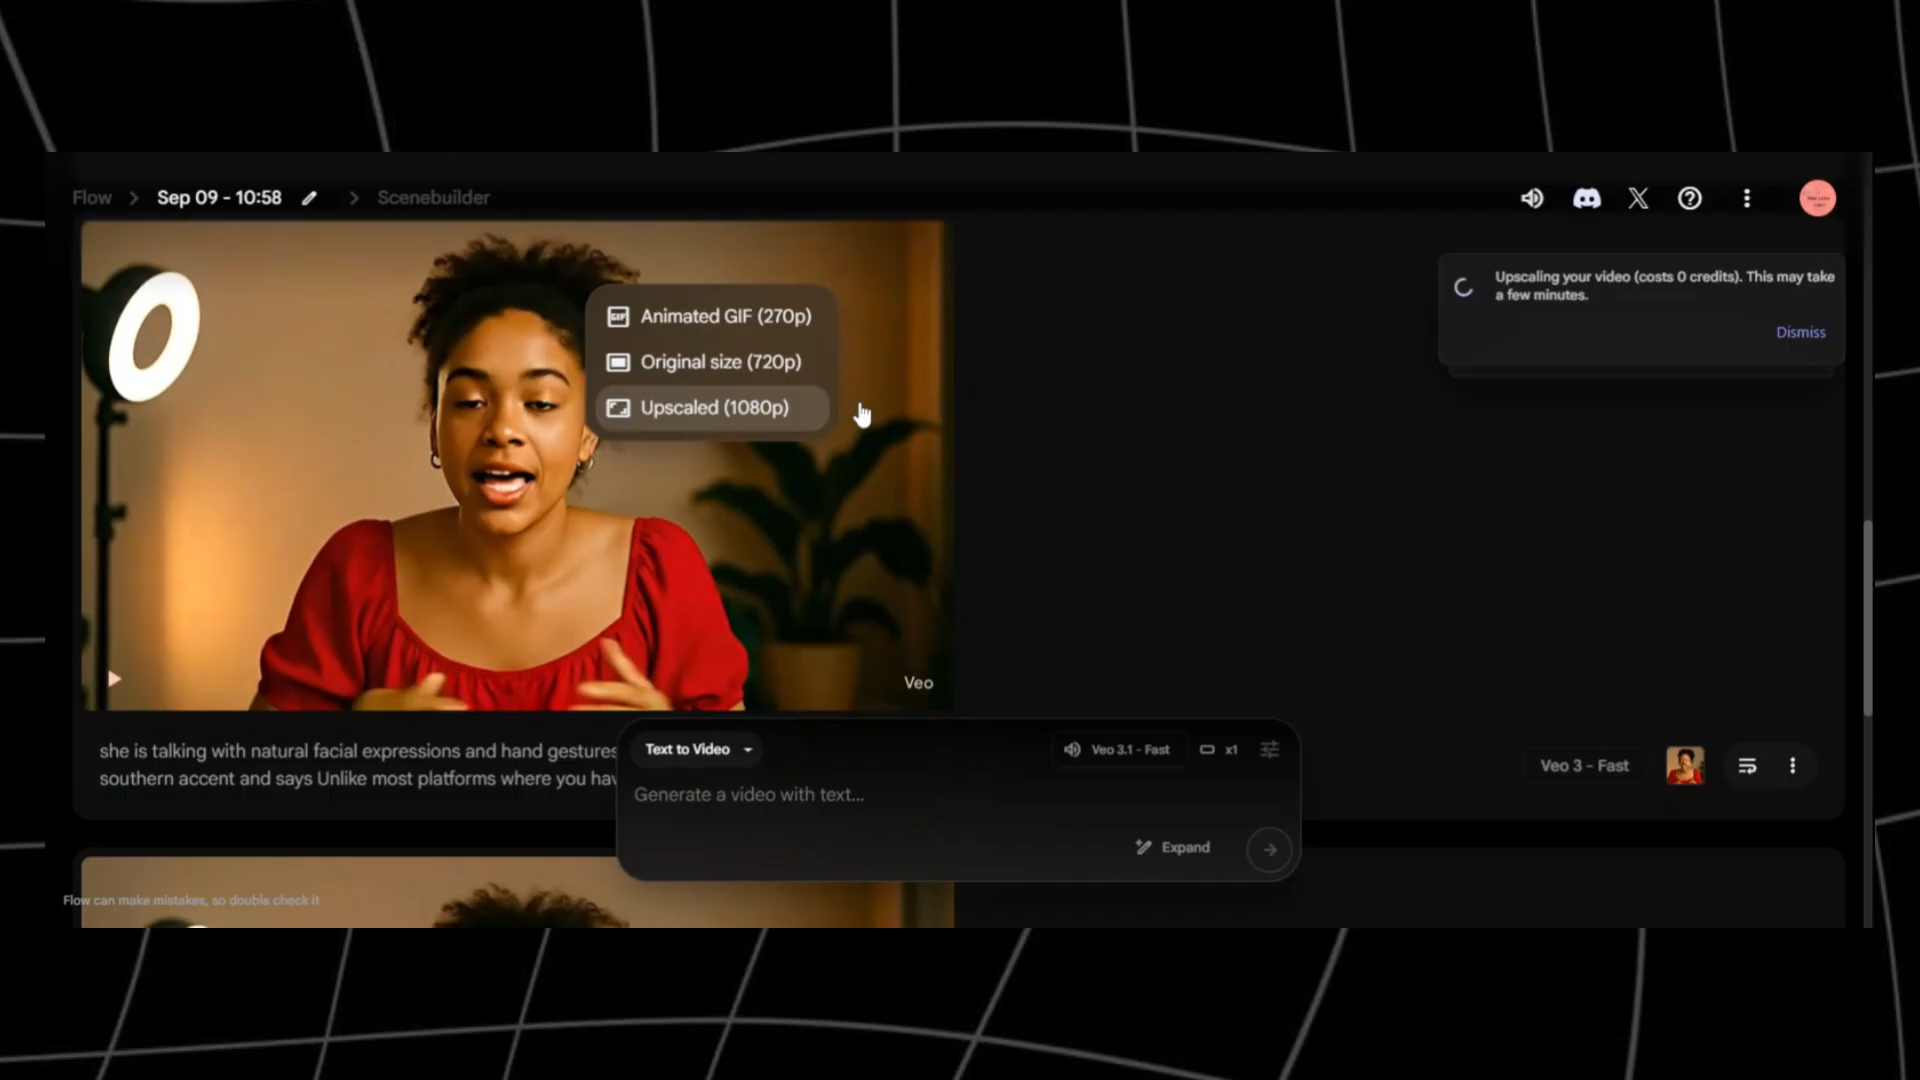 Flow > Sep 09 - 10:58 > Scenebuilder
Animated GIF (270p)
Original size (720p)
Upscaled (1080p)
Upscaling your video (costs 0 credits). This may take
a few minutes.
Dismiss
Veo
she is talking with natural facial expressions and hand gestures
southern accent and says Unlike most platforms where you hav
Text to Video
Veo 3.1 - Fast
x1
Generate a video with text...
Expand
Veo 3 - Fast
Flow can make mistakes, so double check it